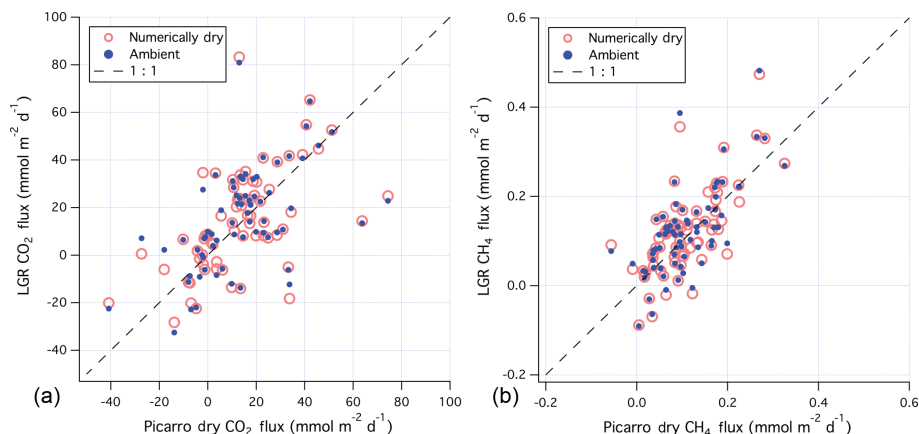 100
80
60
40
20
0
-20
-40
Numerically dry
Ambient
1 : 1
LGR CO2 flux (mmol m-2 d-1)
-40 -20 0 20 40 60 80 100
(a)
Picarro dry CO2 flux (mmol m-2 d-1)
0.6
0.4
0.2
0.0
-0.2
Numerically dry
Ambient
1 : 1
LGR CH4 flux (mmol m-2 d-1)
-0.2 0.0 0.2 0.4 0.6
(b)
Picarro dry CH4 flux (mmol m-2 d-1)